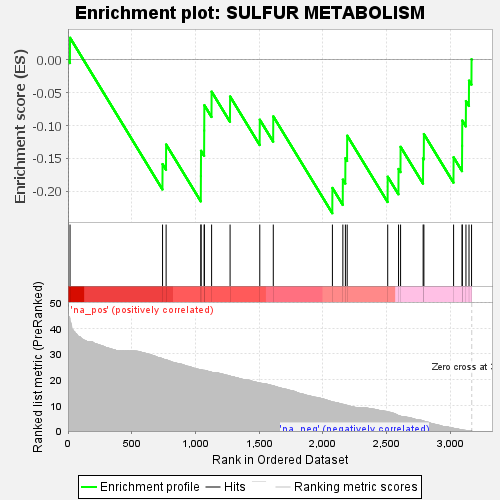 Enrichment plot: SULFUR METABOLISM
Enrichment score (ES)
0.00
-0.05
-0.10
-0.15
-0.20
'na_pos' (positively correlated)
Ranked list metric (PreRanked)
50
40
30
20
10
0
Zero cross at 3
'na_neg' (negatively correlated)
0
500
1,000
1,500
2,000
2,500
3,000
Rank in Ordered Dataset
Enrichment profile
Hits
Ranking metric scores